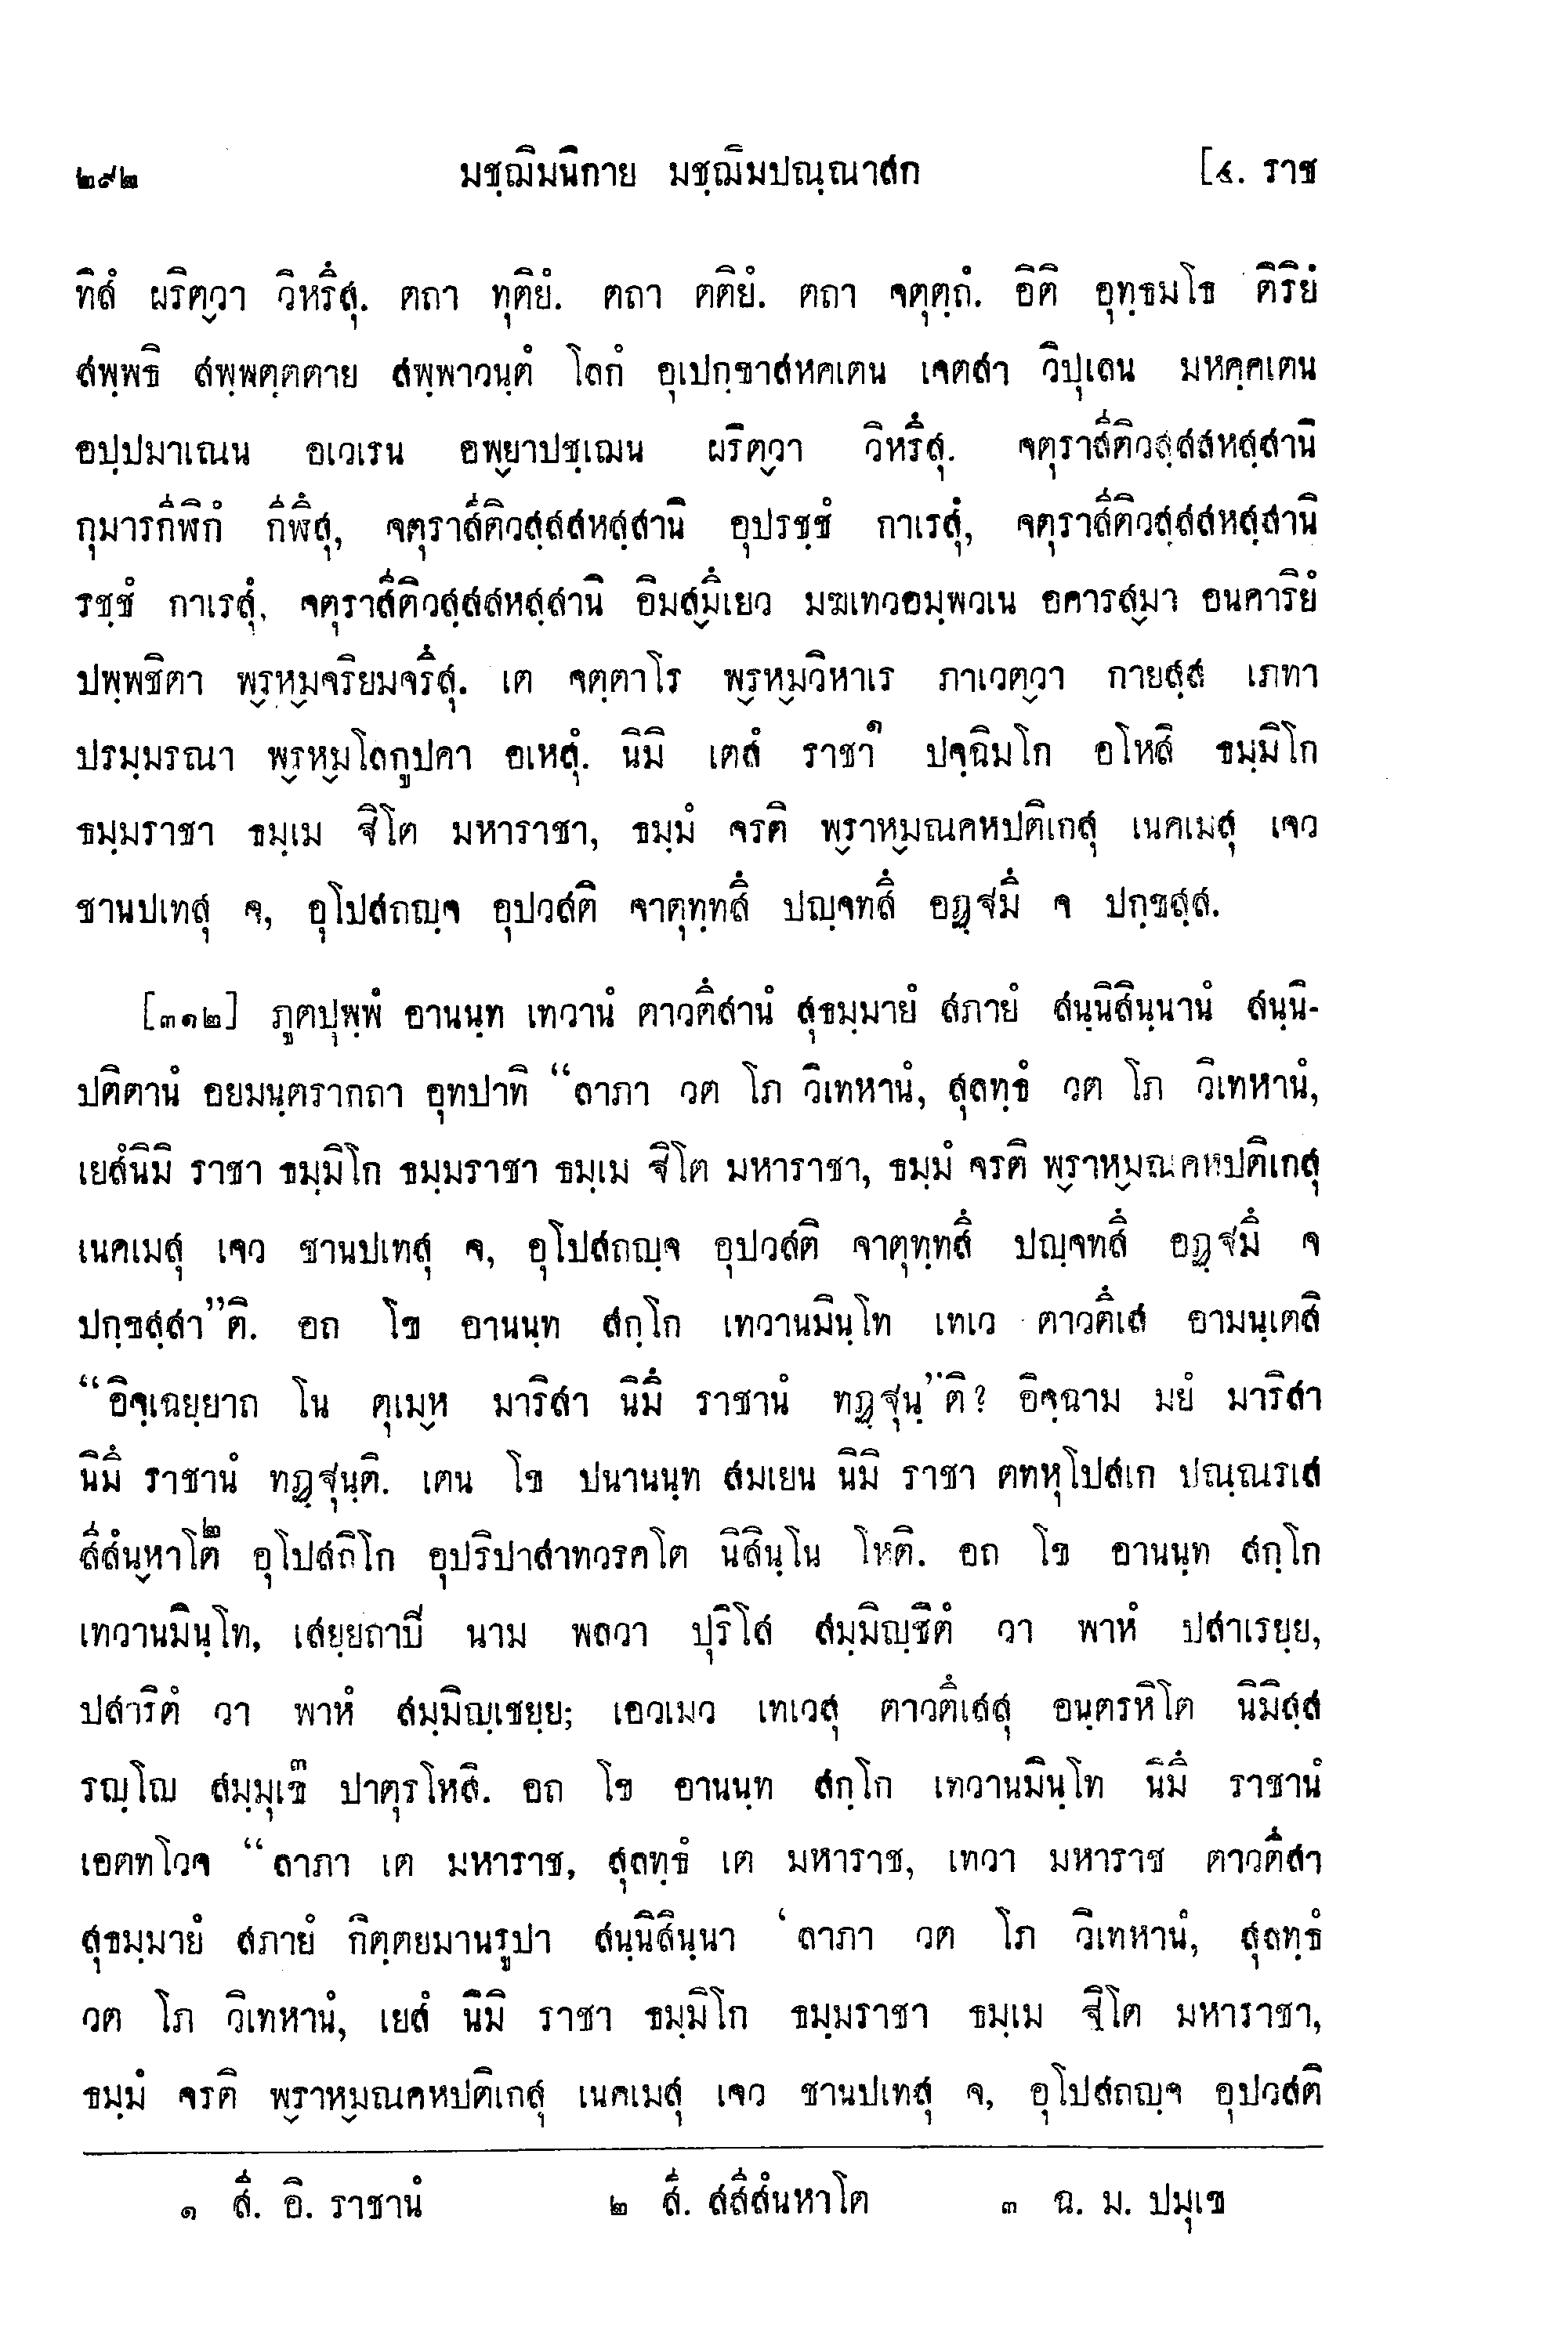 ๒๙๒ มชฺฌิมนิกาย มชฺฌิมปณฺณาสก [๔. ราช
ทิสํ ผริตฺวา วิหรึสุ. ตถา ทุติยํ. ตถา ตติยํ. ตถา จตุตฺถํ. อิติ อุทฺธมโธ ติริยํ
สพฺพธิ สพฺพตฺตตาย สพฺพาวนฺตํ โลกํ อุเปกฺขาสหคเตน เจตสา วิปุเลน มหคฺคเตน
อปฺปมาเณน อเวเรน อพฺยาปชฺเฌน ผริตฺวา วิหรึสุ. จตุราสีติวสฺสสหสฺสานิ
กุมารกีฬิกํ กีฬึสุ, จตุราสีติวสฺสสหสฺสานิ อุปรชฺชํ กาเรสุํ, จตุราสีติวสฺสสหสฺสานิ
รชฺชํ กาเรสุํ, จตุราสีติวสฺสสหสฺสานิ อิมสฺมึเยว มฆเทวอมฺพวเน อคารสฺมา อนคาริยํ
ปพฺพชิตา พฺรหฺมจริยมจรึสุ. เต จตฺตาโร พฺรหฺมวิหาเร ภาเวตฺวา กายสฺส เภทา
ปรมฺมรณา พฺรหฺมโลกูปคา อเหสุํ. นิมิ เตสํ ราชา๑ ปจฺฉิมโก อโหสิ ธมฺมิโก
ธมฺมราชา ธมฺเม ฐิโต มหาราชา, ธมฺมํ จรติ พฺราหฺมณคหปติเกสุ เนคเมสุ เจว
ชานปเทสุ จ, อุโปสถญฺจ อุปวสติ จาตุทฺทสึ ปญฺจทสึ อฏฺฐมึ จ ปกฺขสฺส.
[๓๑๒] ภูตปุพฺพํ อานนฺท เทวานํ ตาวตึสานํ สุธมฺมายํ สภายํ สนฺนิสินฺนานํ สนฺนิ-
ปติตานํ อยมนฺตรากถา อุทปาทิ “ลาภา วต โภ วิเทหานํ, สุลทฺธํ วต โภ วิเทหานํ,
เยสํนิมิ ราชา ธมฺมิโก ธมฺมราชา ธมฺเม ฐิโต มหาราชา, ธมฺมํ จรติ พฺราหฺมณคหปติเกสุ
เนคเมสุ เจว ชานปเทสุ จ, อุโปสถญฺจ อุปวสติ จาตุทฺทสึ ปญฺจทสึ อฏฺฐมึ จ
ปกฺขสฺสา”ติ. อถ โข อานนฺท สกฺโก เทวานมินฺโท เทเว ตาวตึเส อามนฺเตสิ
“อิจฺเฉยฺยาถ โน ตุเมฺห มาริสา นิมึ ราชานํ ทฏฺฐุนฺ”ติ? อิจฺฉาม มยํ มาริสา
นิมึ ราชานํ ทฏฺฐุนฺติ. เตน โข ปนานนฺท สมเยน นิมิ ราชา ตทหุโปสเก ปณฺณรเส
สีสํนฺหาโต๒ อุโปสถิโก อุปริปาสาทวรคโต นิสินฺโน โหติ. อถ โข อานนฺท สกฺโก
เทวานมินฺโท, เสยฺยถาปิ นาม พลวา ปุริโส สมฺมิญฺชิตํ วา พาหํ ปสาเรยฺย,
ปสาริตํ วา พาหํ สมฺมิญฺเชยฺย; เอวเมว เทเวสุ ตาวตึเสสุ อนฺตรหิโต นิมิสฺส
รญฺโญ สมฺมุเข๓ ปาตุรโหสิ. อถ โข อานนฺท สกฺโก เทวานมินฺโท นิมึ ราชานํ
เอตทโวจ “ลาภา เต มหาราช, สุลทฺธํ เต มหาราช, เทวา มหาราช ตาวตึสา
สุธมฺมายํ สภายํ กิตฺตยมานรูปา สนฺนิสินฺนา ‘ลาภา วต โภ วิเทหานํ, สุลทฺธํ
วต โภ วิเทหานํ, เยสํ นิมิ ราชา ธมฺมิโก ธมฺมราชา ธมฺเม ฐิโต มหาราชา,
ธมฺมํ จรติ พฺราหฺมณคหปติเกสุ เนคเมสุ เจว ชานปเทสุ จ, อุโปสถญฺจ อุปวสติ
๑ สี. อิ. ราชานํ ๒ สี. สสีสํนหาโต ๓ ฉ. ม. ปมุเข